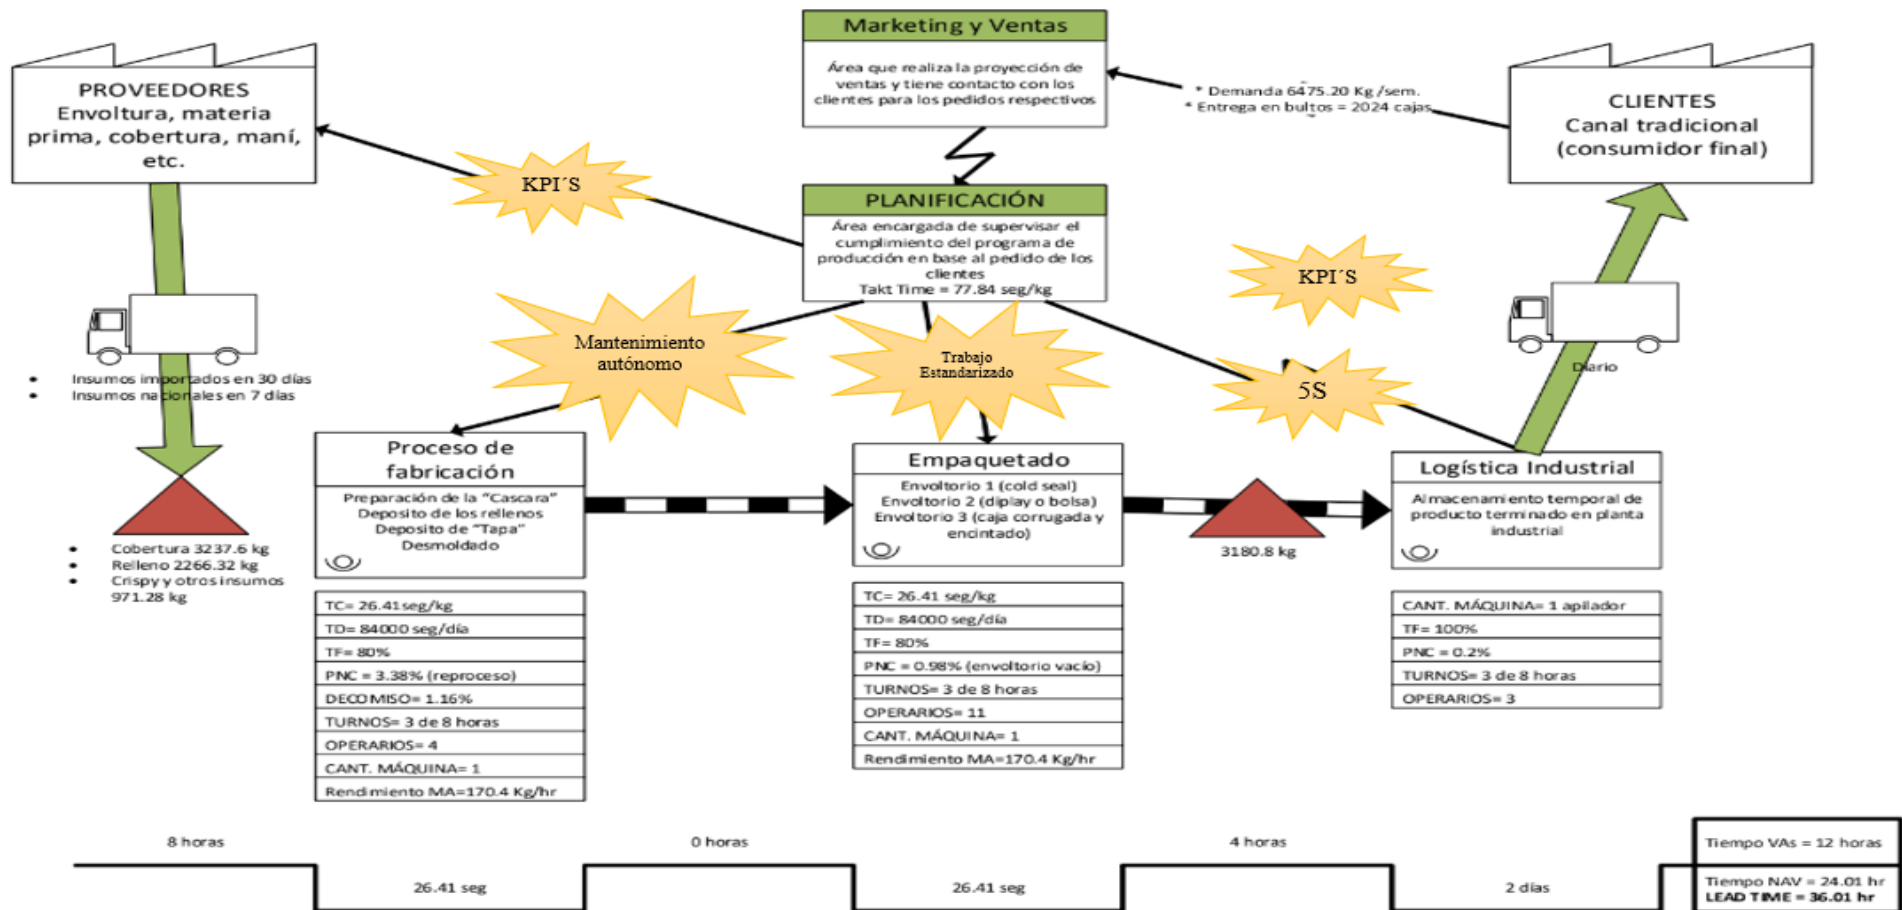 Marketing y Ventas
Área que realiza la proyección de
ventas y tiene contacto con los
clientes para los pedidos respectivos
PROVEEDORES
Envoltura, materia
prima, cobertura, maní,
etc.
* Demanda 6475.20 Kg /sem.
* Entrega en bultos = 2024 cajas
CLIENTES
Canal tradicional
(consumidor final)
KPI´S
PLANIFICACIÓN
Área encargada de supervisar el
cumplimiento del programa de
producción en base al pedido de los
clientes
Takt Time = 77.84 seg/kg
KPI´S
Mantenimiento
autónomo
Trabajo
Estandarizado
5S
Diario
• Insumos importados en 30 días
• Insumos nacionales en 7 días
Proceso de
fabricación
Preparación de la "Cascara"
Deposito de los rellenos
Deposito de "Tapa"
Desmoldado
Empaquetado
Envoltorio 1 (cold seal)
Envoltorio 2 (diplay o bolsa)
Envoltorio 3 (caja corrugada y
encintado)
3180.8 kg
Logística Industrial
Almacenamiento temporal de
producto terminado en planta
industrial
• Cobertura 3237.6 kg
• Relleno 2266.32 kg
• Crispy y otros insumos
971.28 kg
TC= 26.41seg/kg
TD= 84000 seg/día
TF= 80%
PNC = 3.38% (reproceso)
DECOMISO= 1.16%
TURNOS= 3 de 8 horas
OPERARIOS= 4
CANT. MÁQUINA= 1
Rendimiento MA=170.4 Kg/hr
TC= 26.41 seg/kg
TD= 84000 seg/día
TF= 80%
PNC = 0.98% (envoltorio vacío)
TURNOS= 3 de 8 horas
OPERARIOS= 11
CANT. MÁQUINA= 1
Rendimiento MA=170.4 Kg/hr
CANT. MÁQUINA= 1 apilador
TF= 100%
PNC = 0.2%
TURNOS= 3 de 8 horas
OPERARIOS= 3
8 horas
26.41 seg
0 horas
26.41 seg
4 horas
2 días
Tiempo VAs = 12 horas
Tiempo NAV = 24.01 hr
LEAD TIME = 36.01 hr